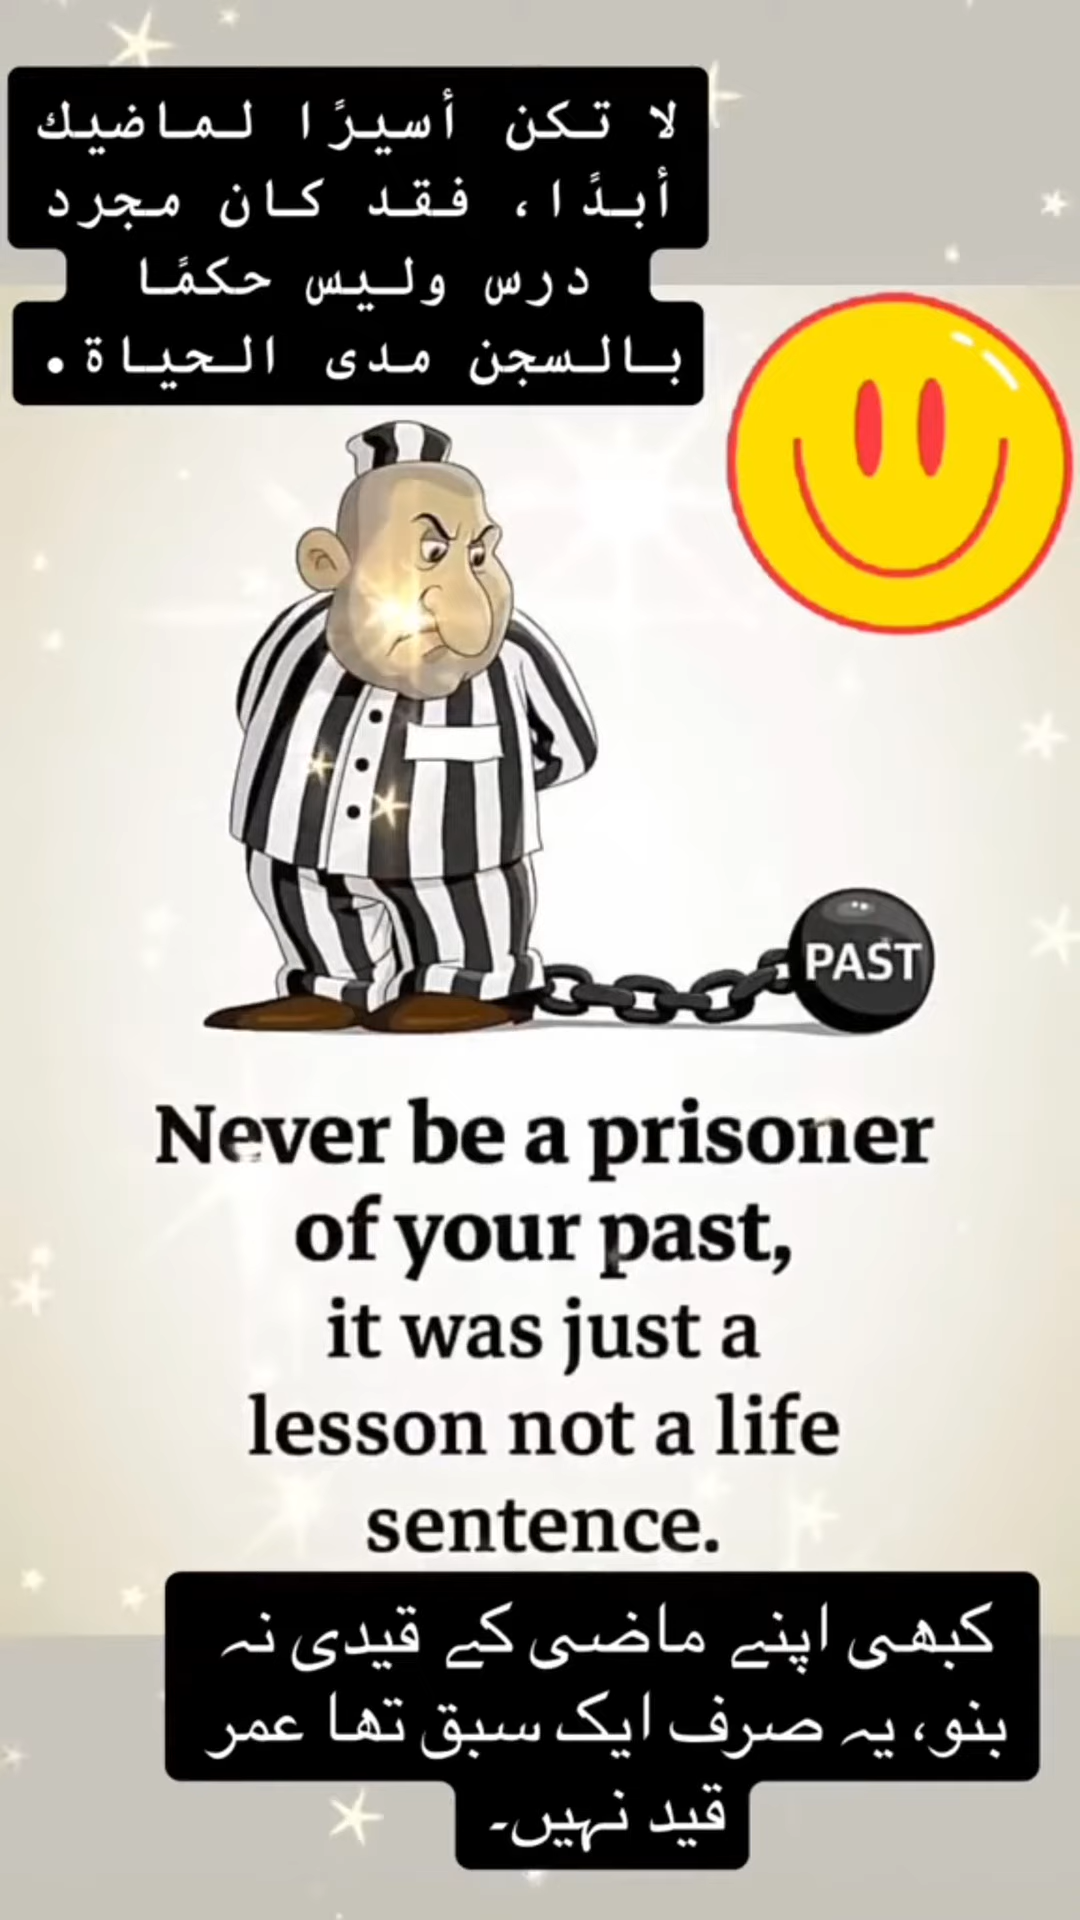 لا تكن أسيرًا لماضيك
أبدًا، فقد كان مجرد
درس وليس حكمًا
بالسجن مدى الحياة.
PAST
Never be a prisoner
of your past,
it was just a
lesson not a life
sentence.
کبھی اپنے ماضی کے قیدی نہ
بنو، یہ صرف ایک سبق تھا عمر
قید نہیں۔